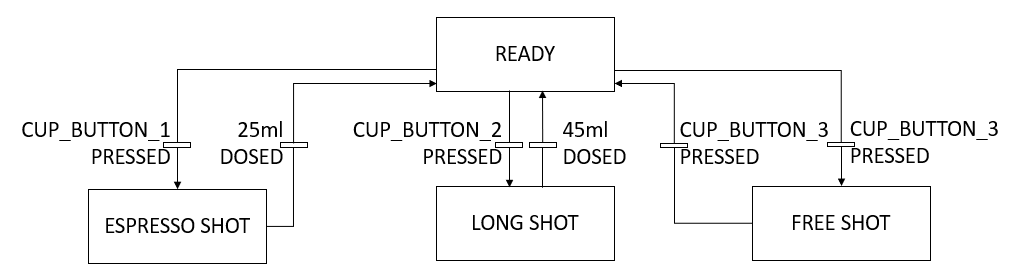 READY
CUP_BUTTON_1
PRESSED
25ml
DOSED
CUP_BUTTON_2
PRESSED
45ml
DOSED
CUP_BUTTON_3
PRESSED
CUP_BUTTON_3
PRESSED
ESPRESSO SHOT
LONG SHOT
FREE SHOT